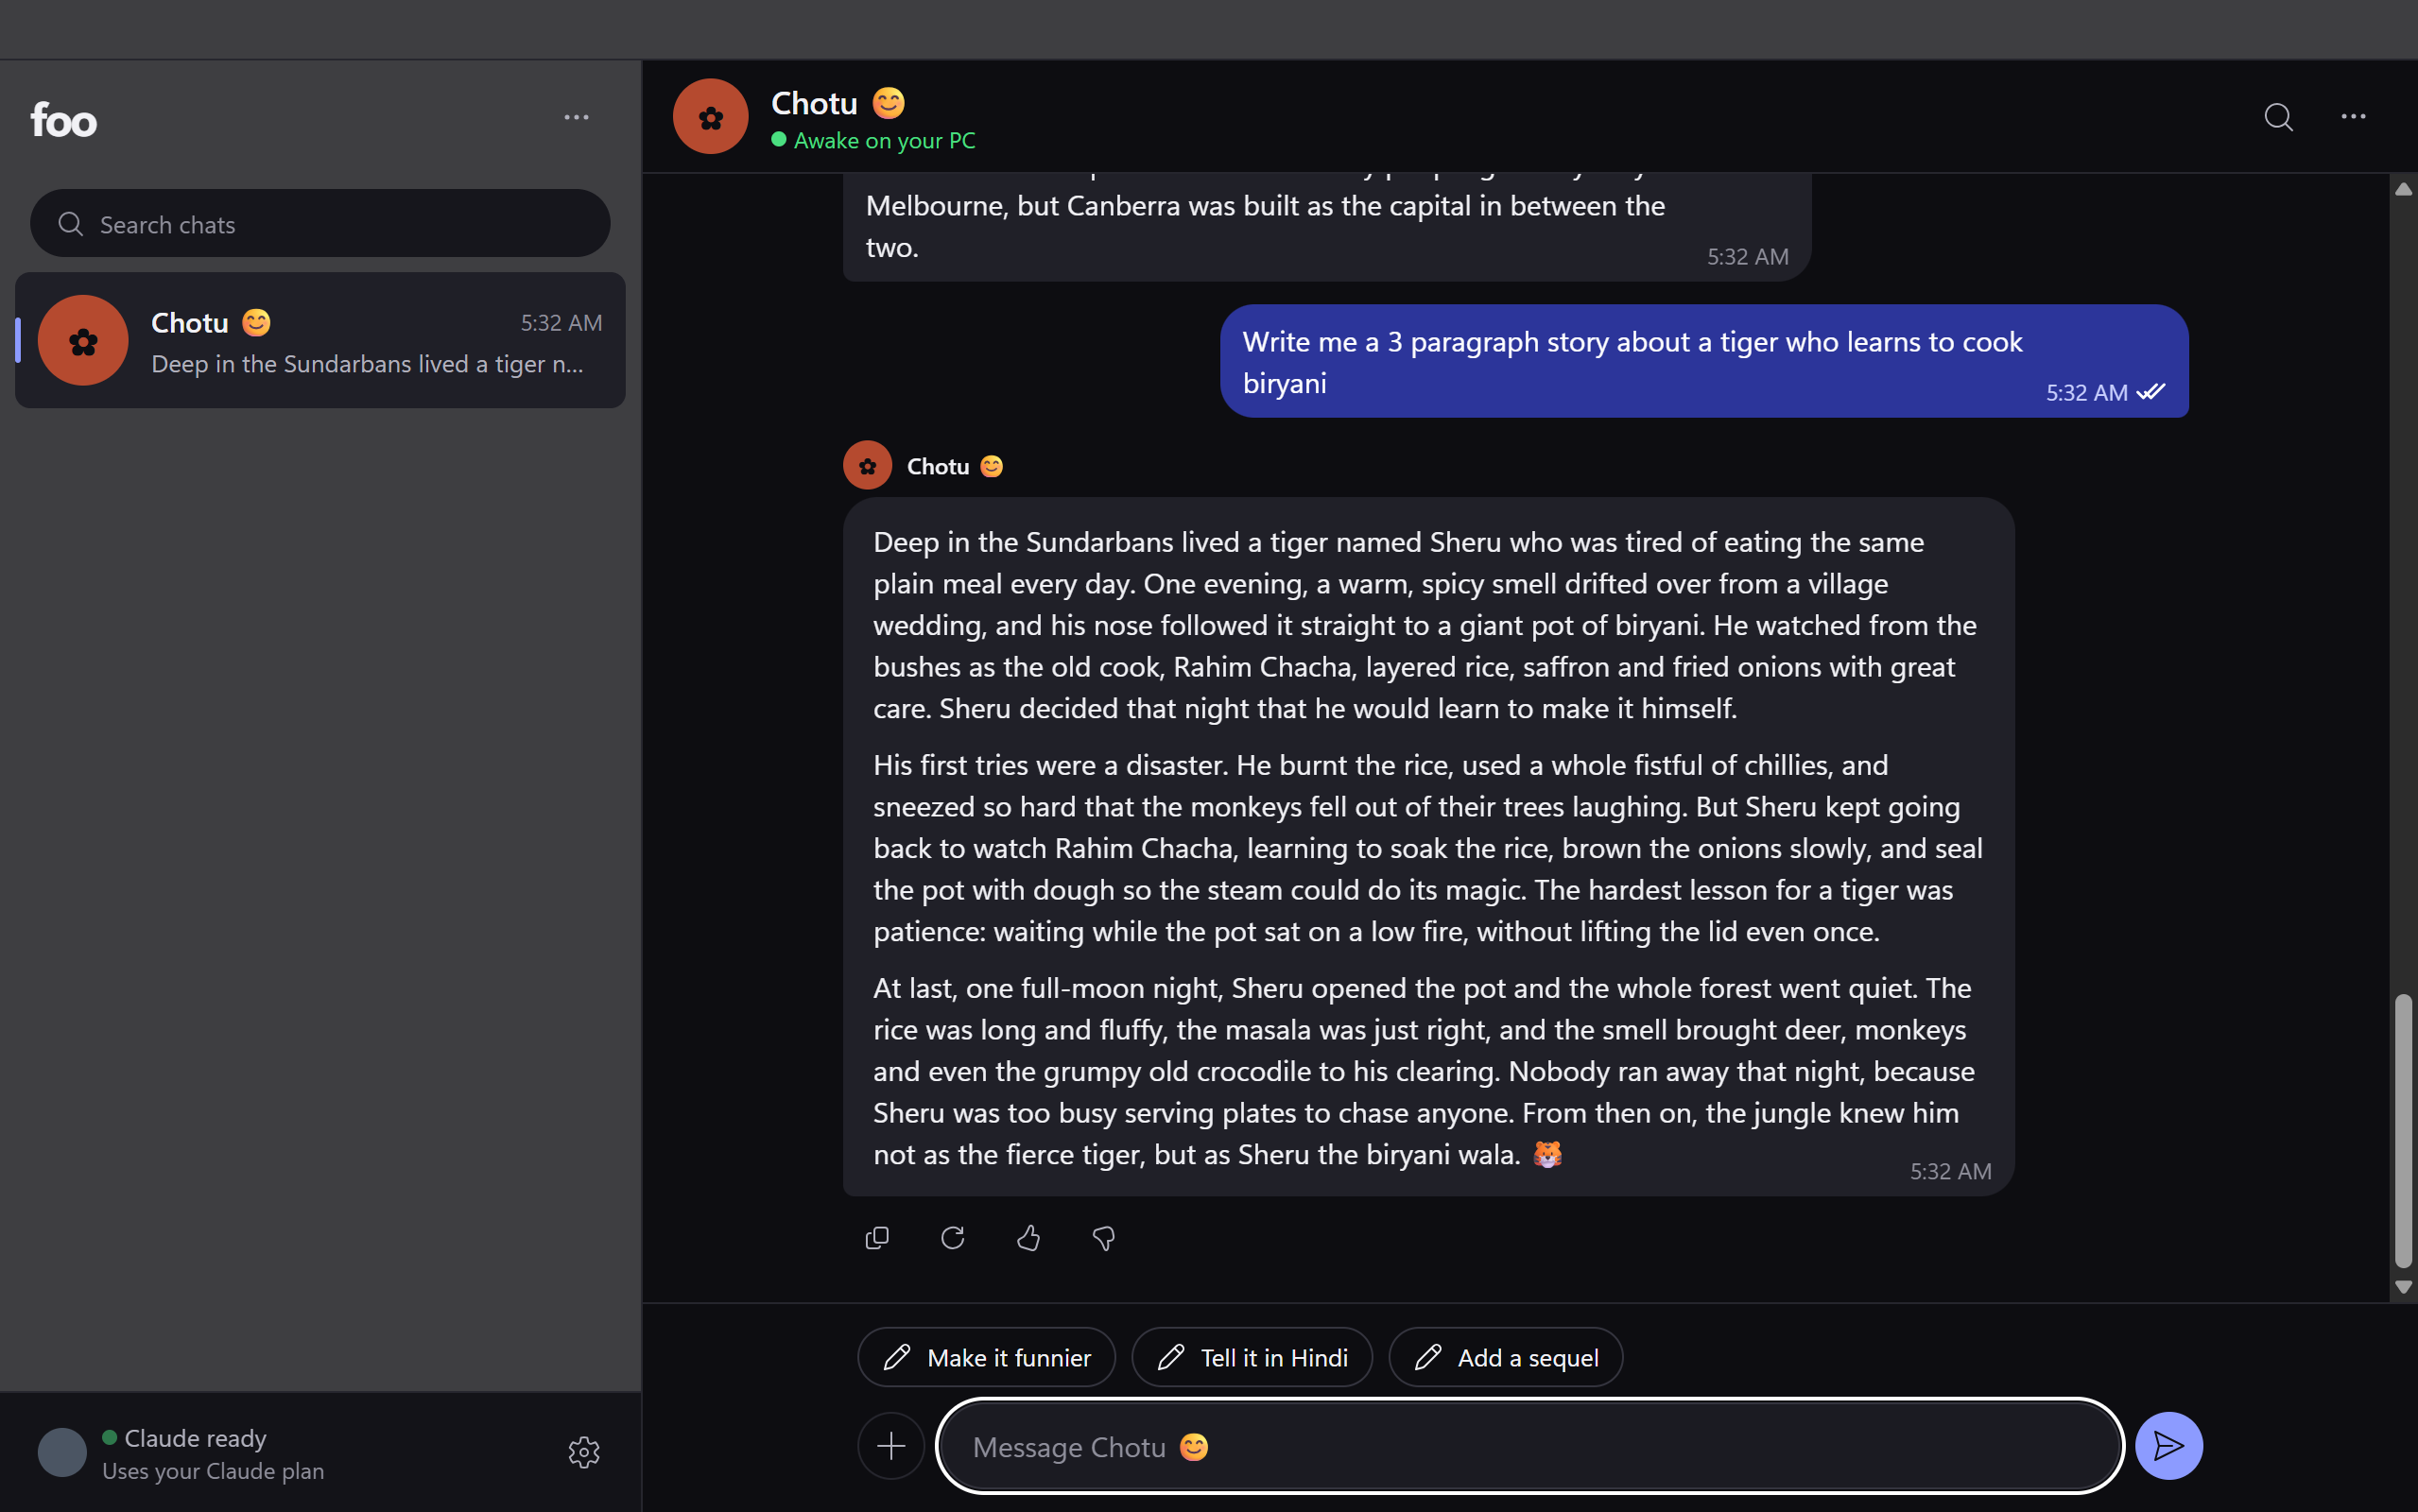 foo
Search chats
Chotu 😊
5:32 AM
Deep in the Sundarbans lived a tiger n...
Claude ready
Uses your Claude plan
Chotu 😊
Awake on your PC
Melbourne, but Canberra was built as the capital in between the
two.
5:32 AM
Write me a 3 paragraph story about a tiger who learns to cook
biryani
5:32 AM
Chotu 😊
Deep in the Sundarbans lived a tiger named Sheru who was tired of eating the same
plain meal every day. One evening, a warm, spicy smell drifted over from a village
wedding, and his nose followed it straight to a giant pot of biryani. He watched from the
bushes as the old cook, Rahim Chacha, layered rice, saffron and fried onions with great
care. Sheru decided that night that he would learn to make it himself.
His first tries were a disaster. He burnt the rice, used a whole fistful of chillies, and
sneezed so hard that the monkeys fell out of their trees laughing. But Sheru kept going
back to watch Rahim Chacha, learning to soak the rice, brown the onions slowly, and seal
the pot with dough so the steam could do its magic. The hardest lesson for a tiger was
patience: waiting while the pot sat on a low fire, without lifting the lid even once.
At last, one full-moon night, Sheru opened the pot and the whole forest went quiet. The
rice was long and fluffy, the masala was just right, and the smell brought deer, monkeys
and even the grumpy old crocodile to his clearing. Nobody ran away that night, because
Sheru was too busy serving plates to chase anyone. From then on, the jungle knew him
not as the fierce tiger, but as Sheru the biryani wala. 🐯
5:32 AM
Make it funnier
Tell it in Hindi
Add a sequel
Message Chotu 😊